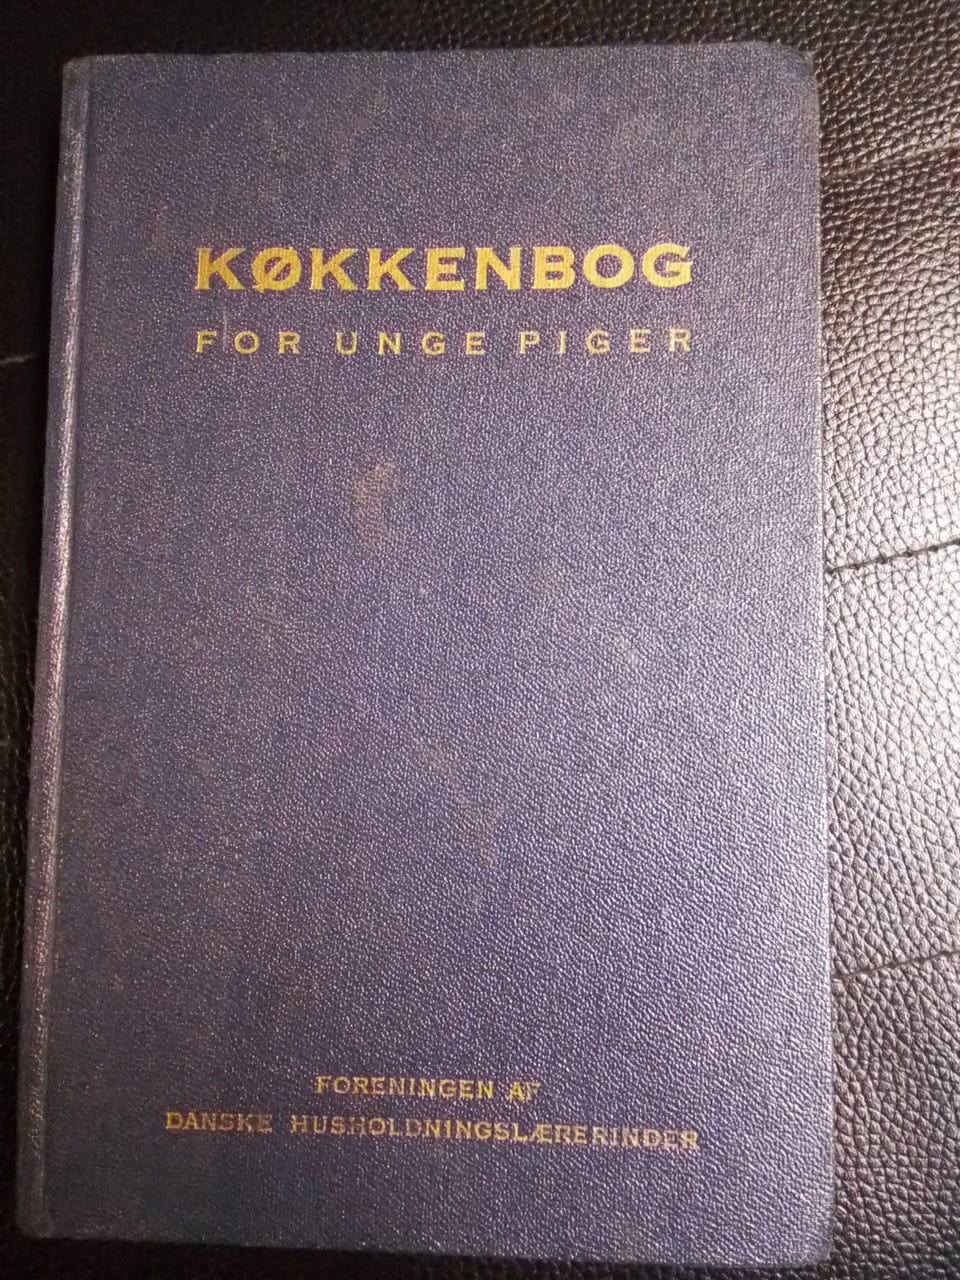 KØKKENBOG
FOR UNGE PIGER
FORENINGEN AF
DANSKE HUSHOLDNINGSLÆRERINDER